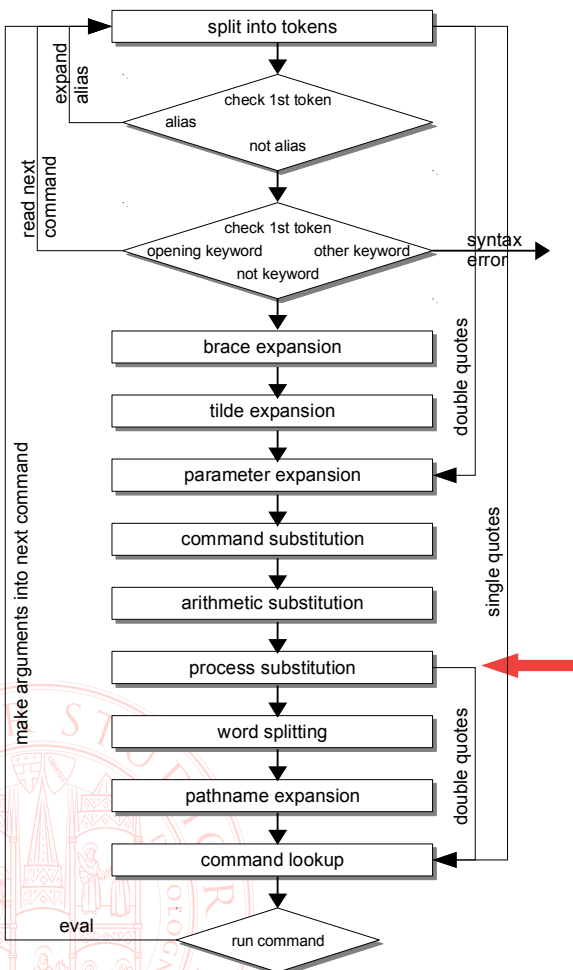 split into tokens
expand
alias
check 1st token
alias
not alias
read next
command
check 1st token
opening keyword other keyword
not keyword
syntax
error
brace expansion
double quotes
tilde expansion
parameter expansion
command substitution
single quotes
arithmetic substitution
make arguments into next command
process substitution
word splitting
double quotes
pathname expansion
command lookup
eval
run command